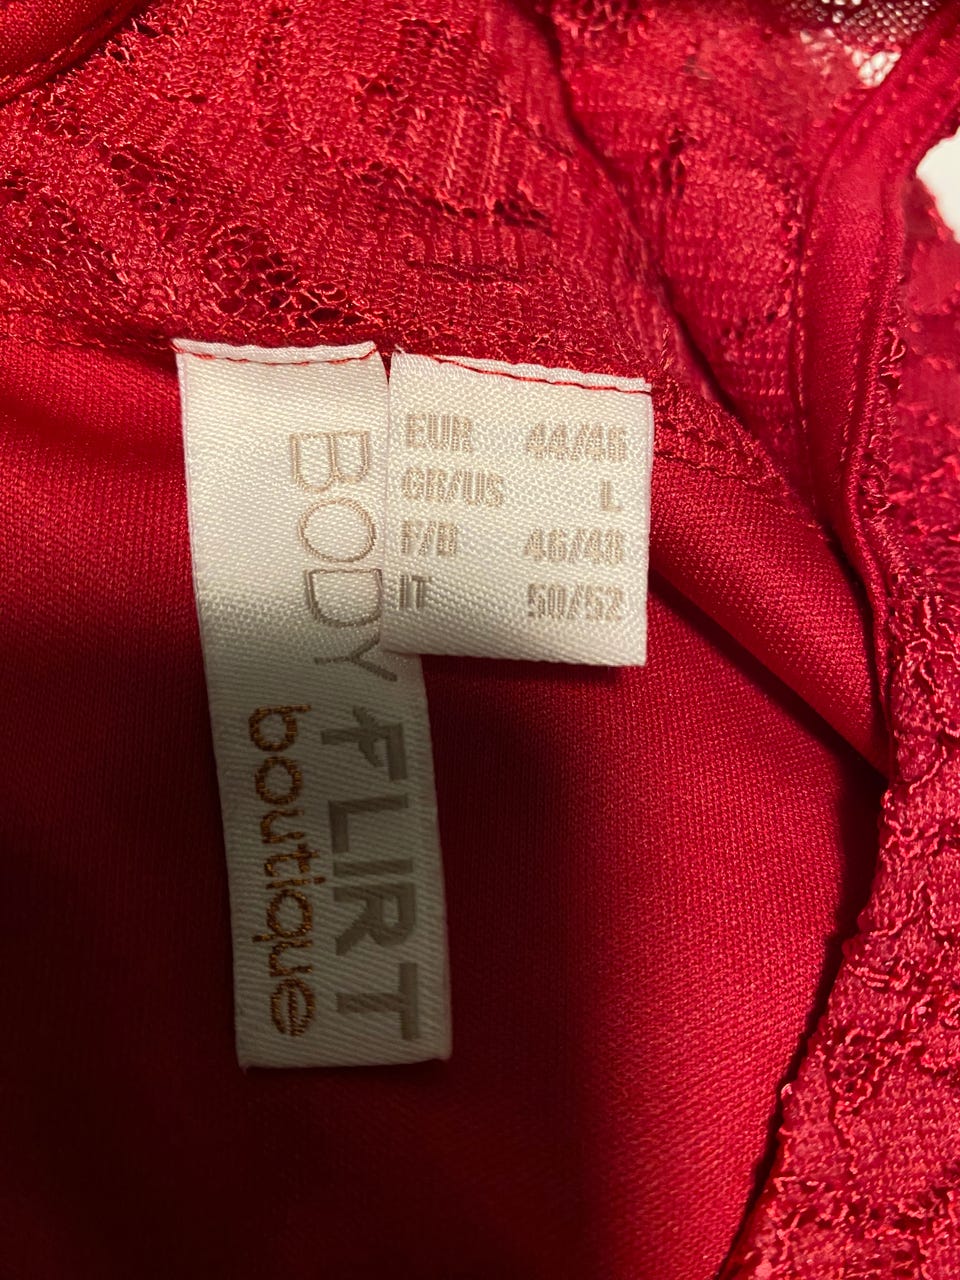 BODY FLIRT
boutique
EUR 44/46
GB/US L
F/B 46/48
IT 50/52